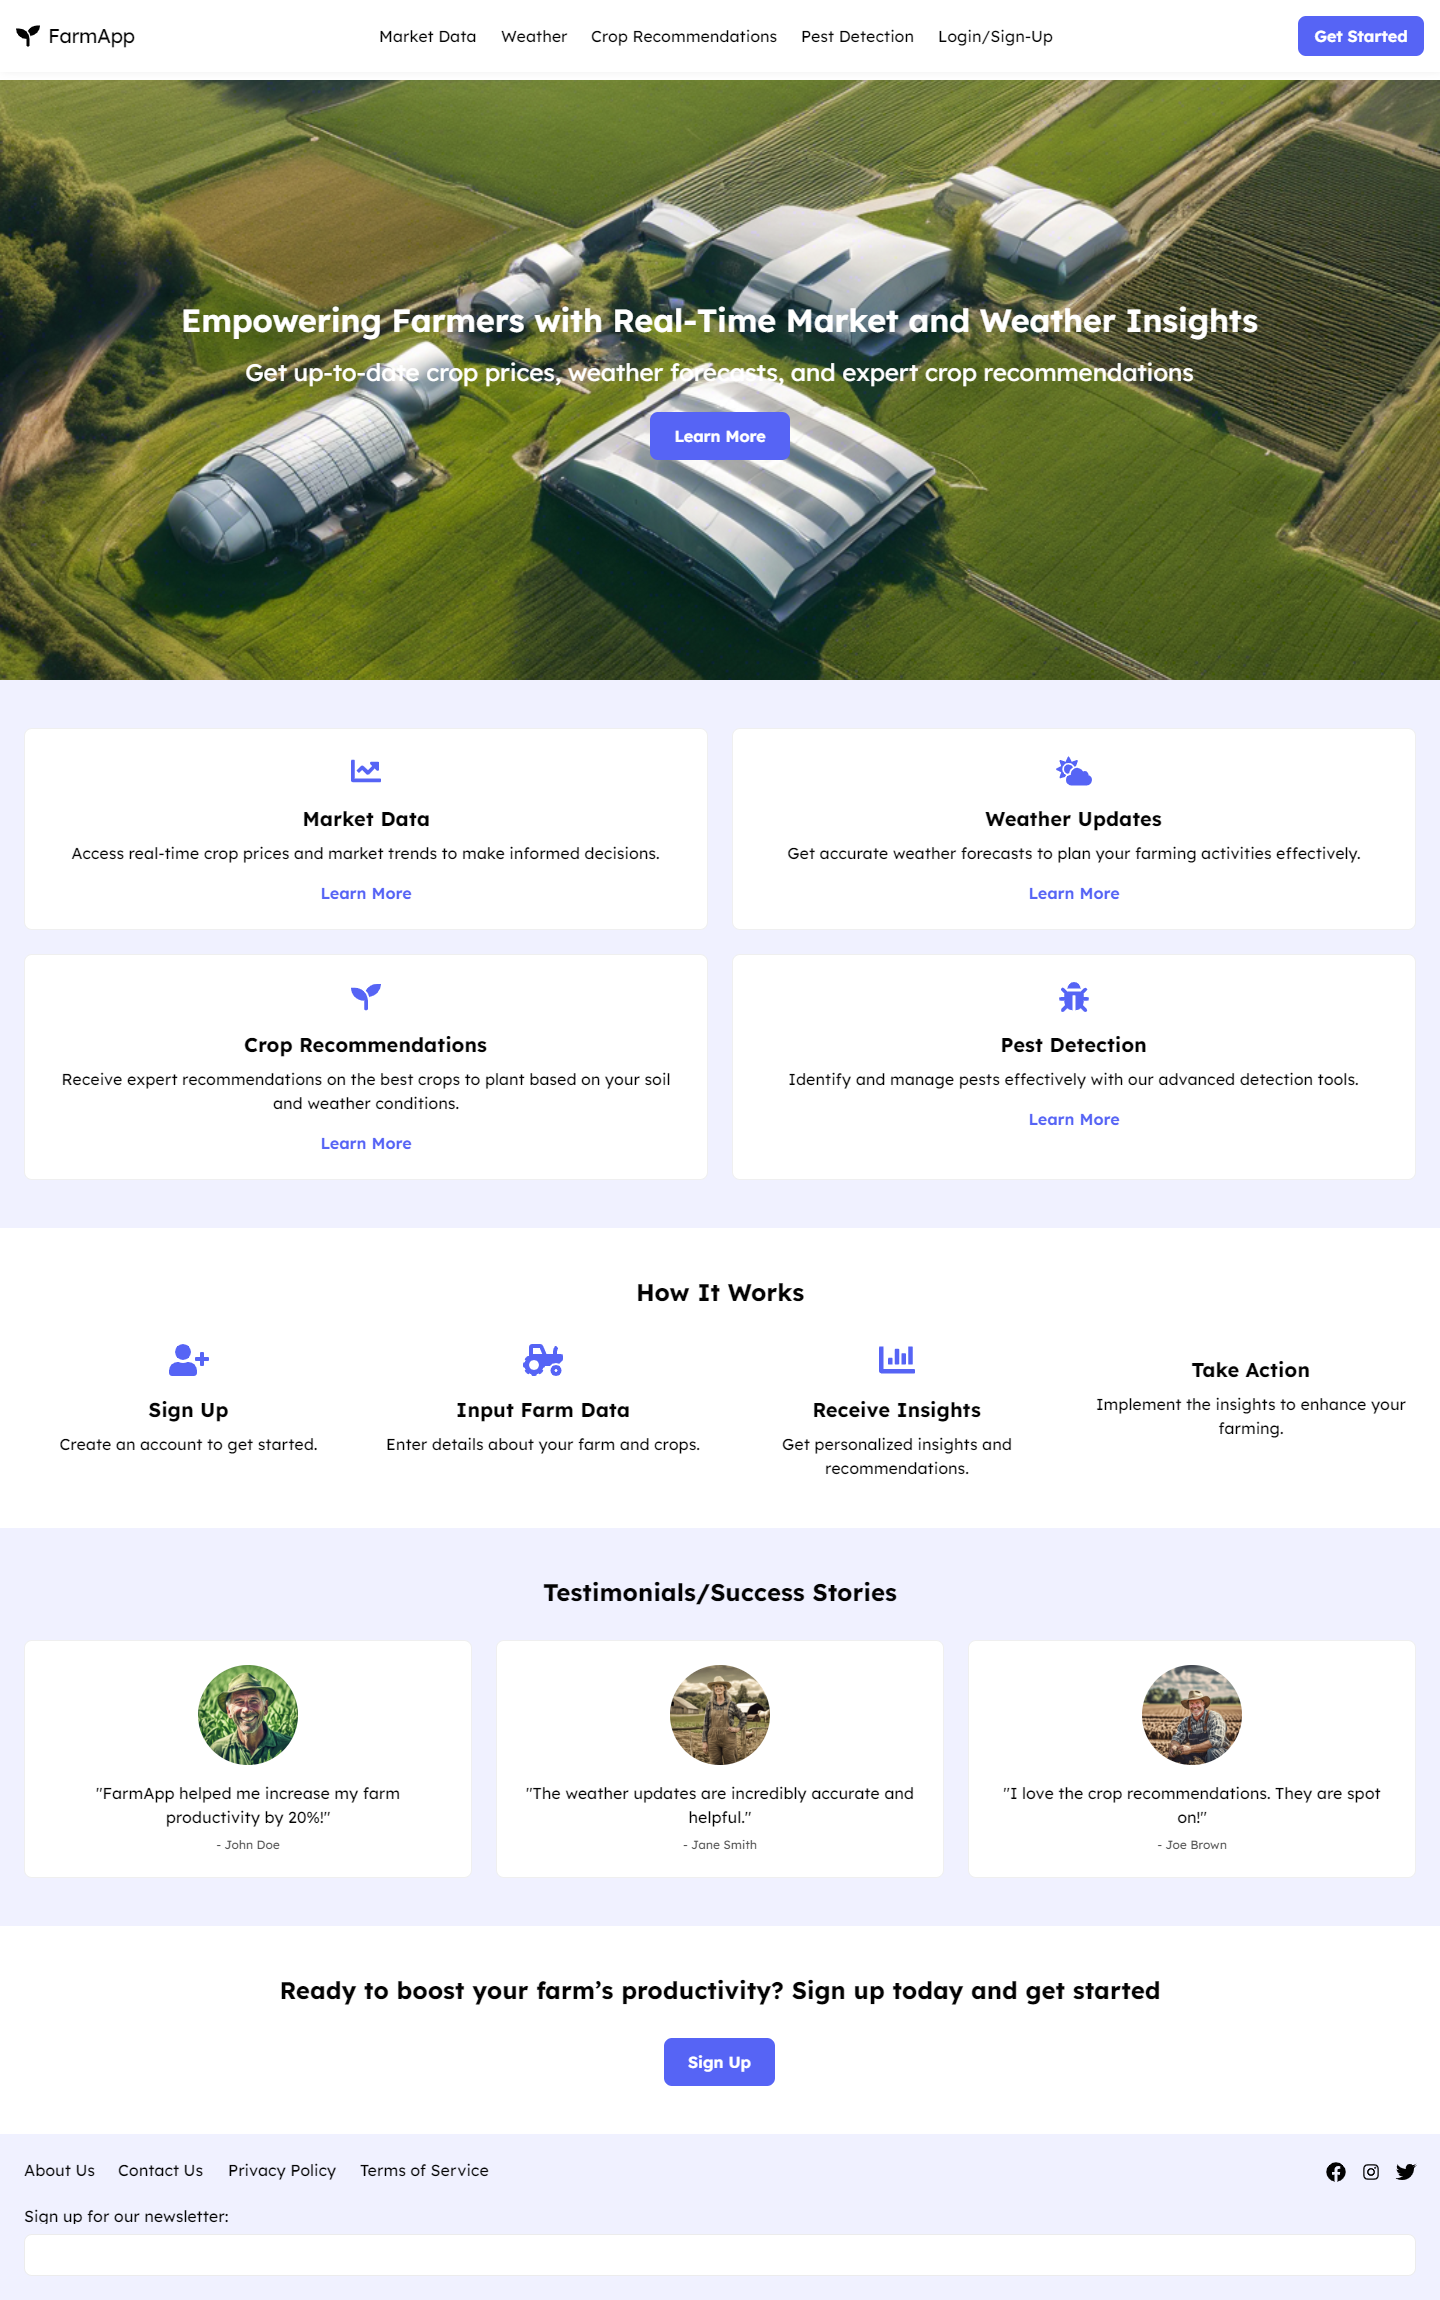 FarmApp
Market Data
Weather
Crop Recommendations
Pest Detection
Login/Sign-Up
Get Started
Empowering Farmers with Real-Time Market and Weather Insights
Get up-to-date crop prices, weather forecasts, and expert crop recommendations
Learn More
Market Data
Access real-time crop prices and market trends to make informed decisions.
Learn More
Weather Updates
Get accurate weather forecasts to plan your farming activities effectively.
Learn More
Crop Recommendations
Receive expert recommendations on the best crops to plant based on your soil
and weather conditions.
Learn More
Pest Detection
Identify and manage pests effectively with our advanced detection tools.
Learn More
How It Works
Sign Up
Create an account to get started.
Input Farm Data
Enter details about your farm and crops.
Receive Insights
Get personalized insights and
recommendations.
Take Action
Implement the insights to enhance your
farming.
Testimonials/Success Stories
"FarmApp helped me increase my farm
productivity by 20%!"
- John Doe
"The weather updates are incredibly accurate and
helpful."
- Jane Smith
"I love the crop recommendations. They are spot
on!"
- Joe Brown
Ready to boost your farm’s productivity? Sign up today and get started
Sign Up
About Us
Contact Us
Privacy Policy
Terms of Service
Sign up for our newsletter: